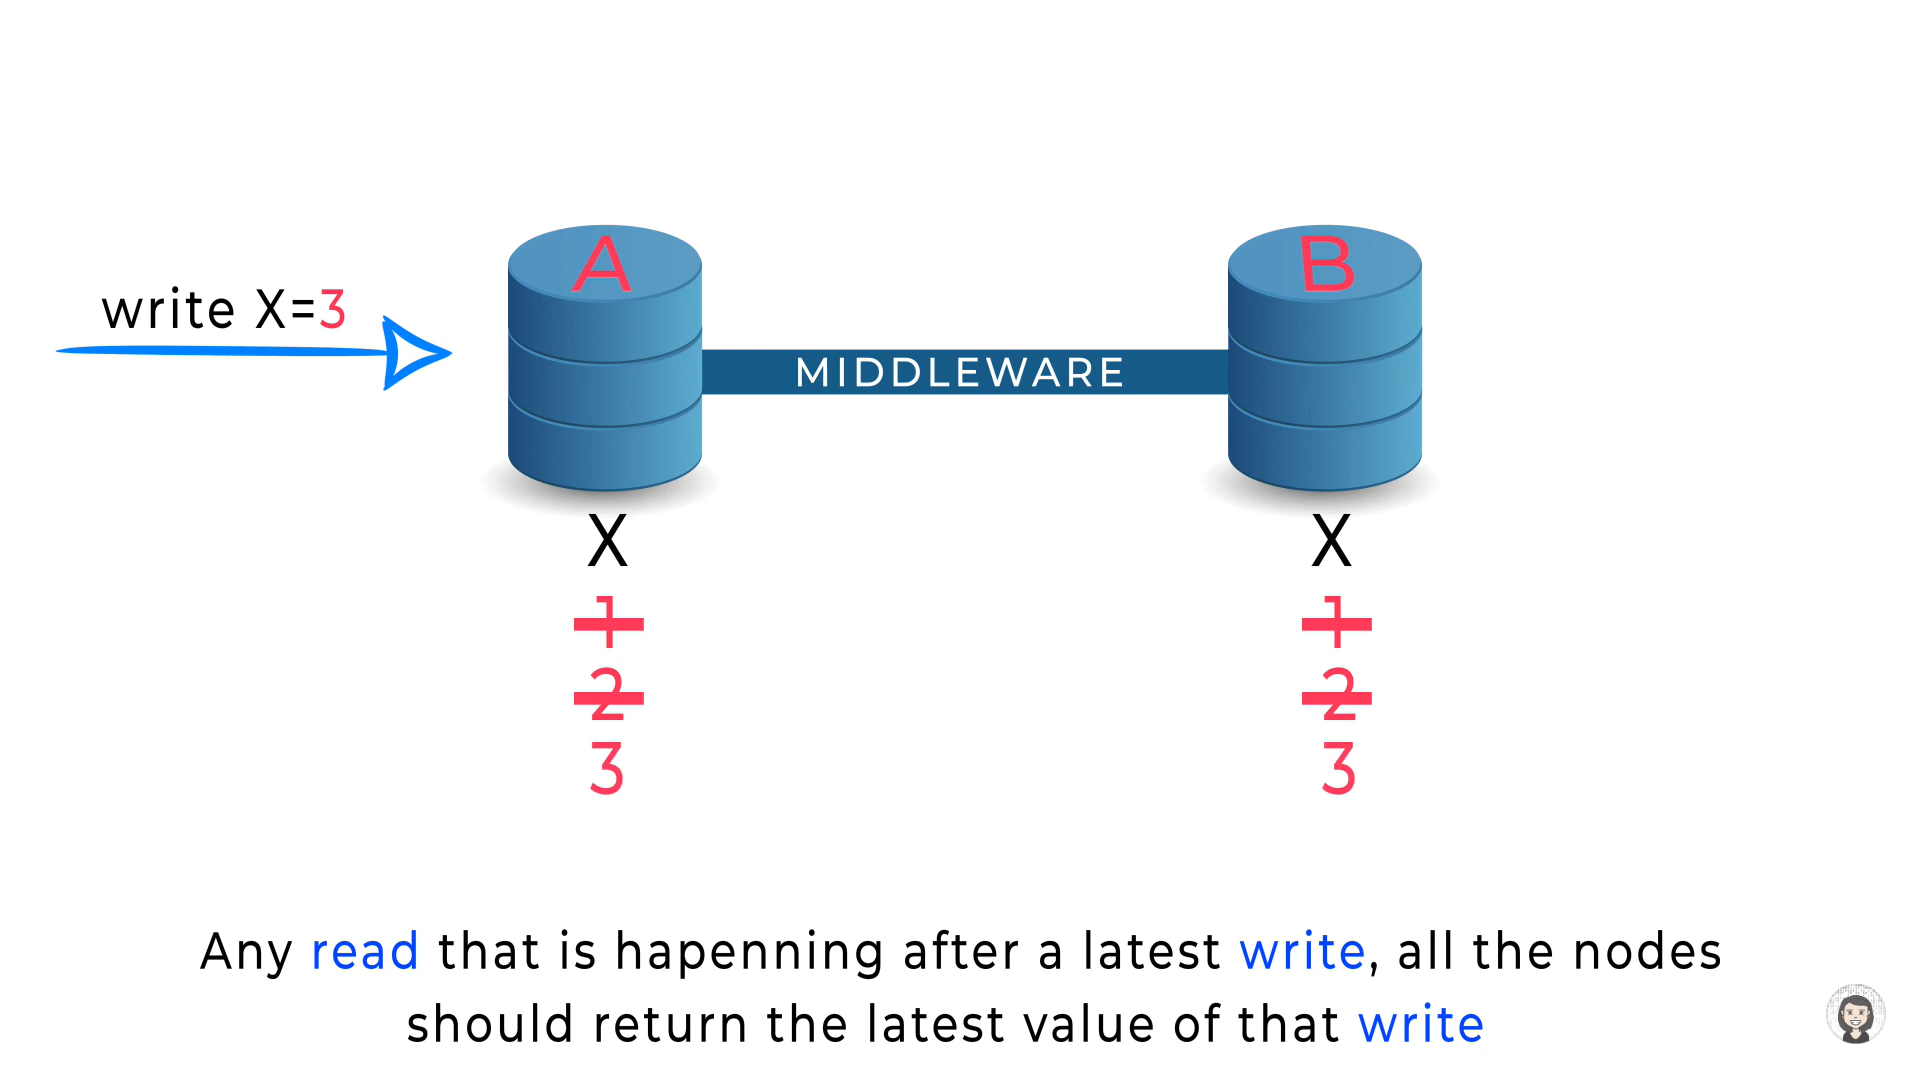 A
B
write X=3
MIDDLEWARE
X
X
1
1
2
2
3
3
Any read that is hapenning after a latest write, all the nodes
should return the latest value of that write